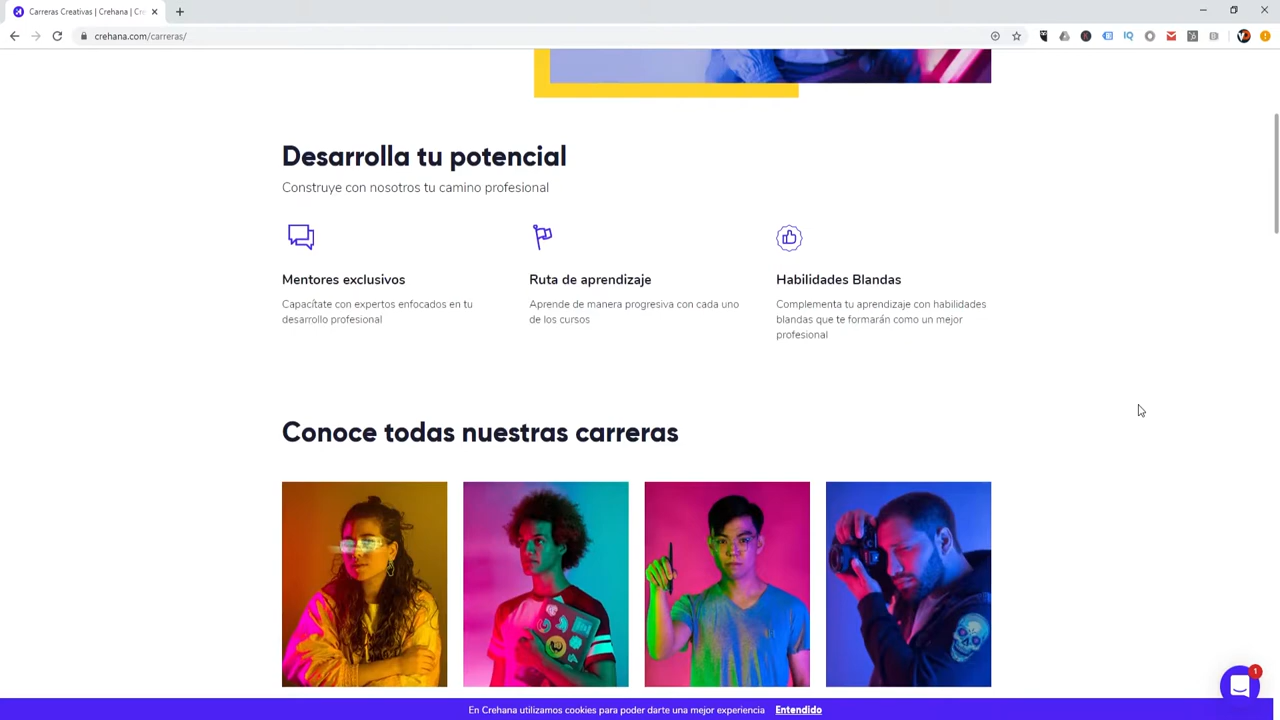 Carreras Creativas | Crehana | Cre
crehana.com/carreras/
Desarrolla tu potencial
Construye con nosotros tu camino profesional
Mentores exclusivos
Capacítate con expertos enfocados en tu
desarrollo profesional
Ruta de aprendizaje
Aprende de manera progresiva con cada uno
de los cursos
Habilidades Blandas
Complementa tu aprendizaje con habilidades
blandas que te formarán como un mejor
profesional
Conoce todas nuestras carreras
1
En Crehana utilizamos cookies para poder darte una mejor experiencia Entendido